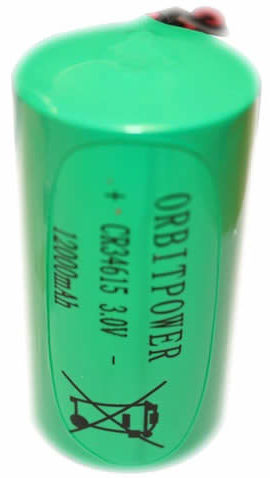 ORBITPOWER
+ CR34615 3.0V -
12000mAh